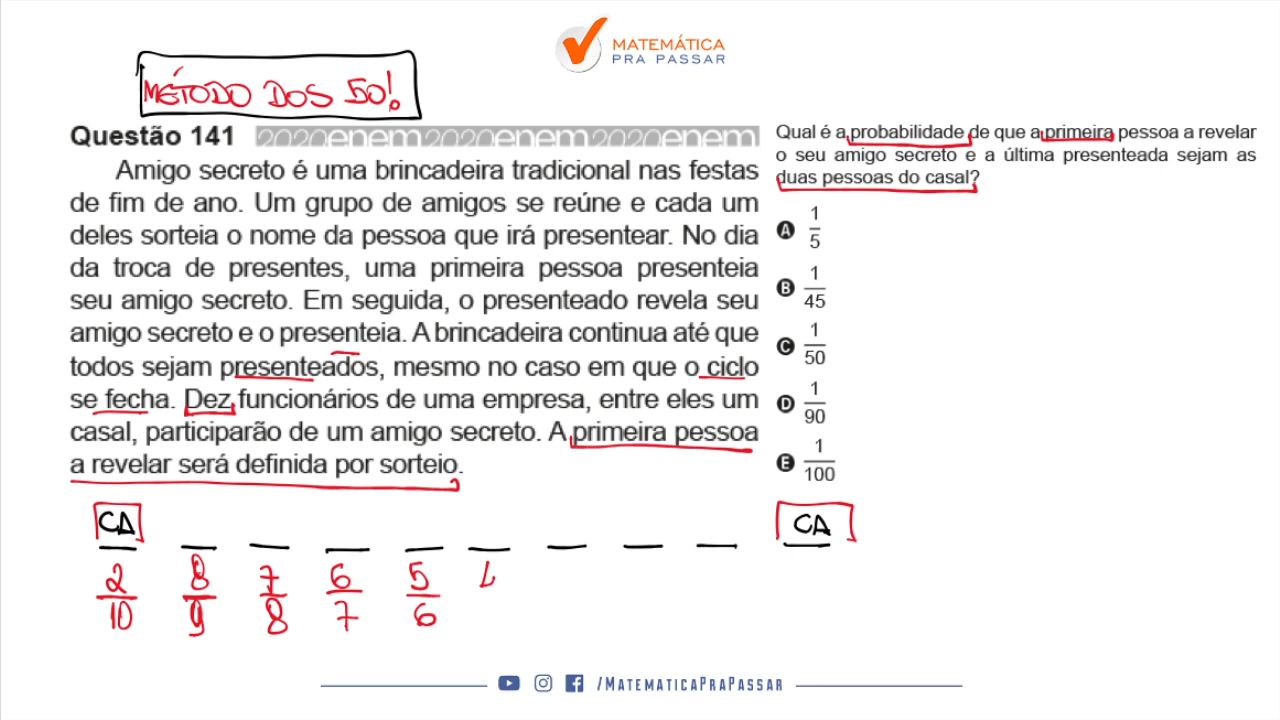 MATEMÁTICA
PRA PASSAR
MÉTODO DOS 50!
Questão 141 2020enem2020enem2020enem
Amigo secreto é uma brincadeira tradicional nas festas
de fim de ano. Um grupo de amigos se reúne e cada um
deles sorteia o nome da pessoa que irá presentear. No dia
da troca de presentes, uma primeira pessoa presenteia
seu amigo secreto. Em seguida, o presenteado revela seu
amigo secreto e o presenteia. A brincadeira continua até que
todos sejam presenteados, mesmo no caso em que o ciclo
se fecha. Dez funcionários de uma empresa, entre eles um
casal, participarão de um amigo secreto. A primeira pessoa
a revelar será definida por sorteio.
Qual é a probabilidade de que a primeira pessoa a revelar
o seu amigo secreto e a última presenteada sejam as
duas pessoas do casal?
A 1/5
B 1/45
C 1/50
D 1/90
E 1/100
CA CA
2/10 8/9 7/8 6/7 5/6
/MATEMATICAPRAPASSAR